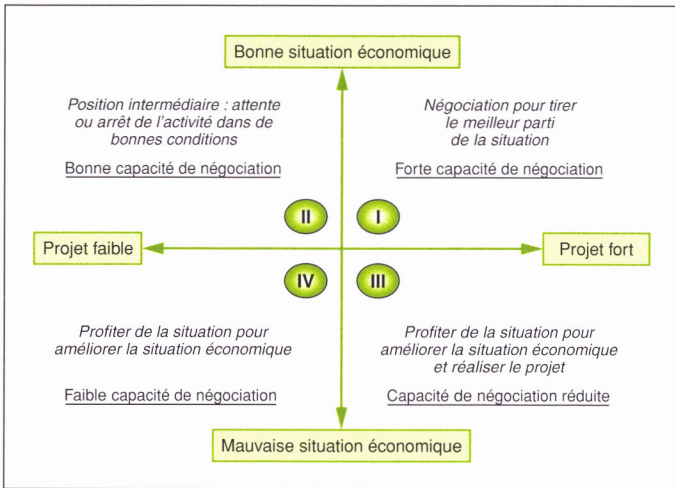 Bonne situation économique
Position intermédiaire : attente
ou arrêt de l'activité dans de
bonnes conditions
Bonne capacité de négociation
Négociation pour tirer
le meilleur parti
de la situation
Forte capacité de négociation
II
I
Projet faible
Projet fort
IV
III
Profiter de la situation pour
améliorer la situation économique
Faible capacité de négociation
Profiter de la situation pour
améliorer la situation économique
et réaliser le projet
Capacité de négociation réduite
Mauvaise situation économique